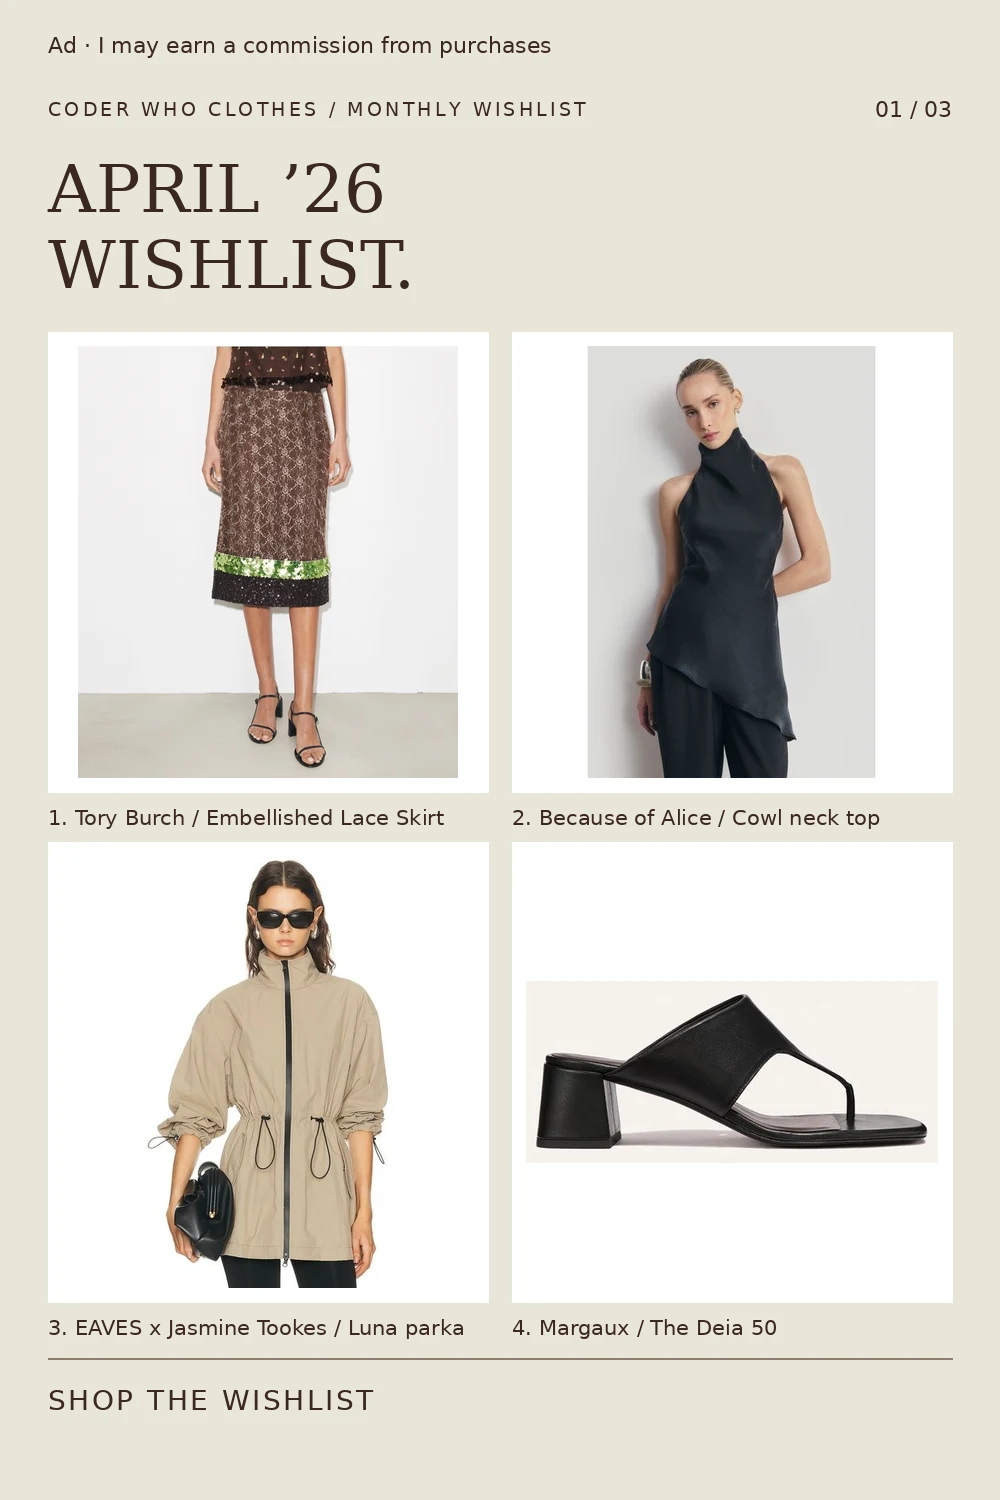 Ad · I may earn a commission from purchases
CODER WHO CLOTHES / MONTHLY WISHLIST
01 / 03
APRIL ’26
WISHLIST.
1. Tory Burch / Embellished Lace Skirt
2. Because of Alice / Cowl neck top
3. EAVES x Jasmine Tookes / Luna parka
4. Margaux / The Deia 50
SHOP THE WISHLIST